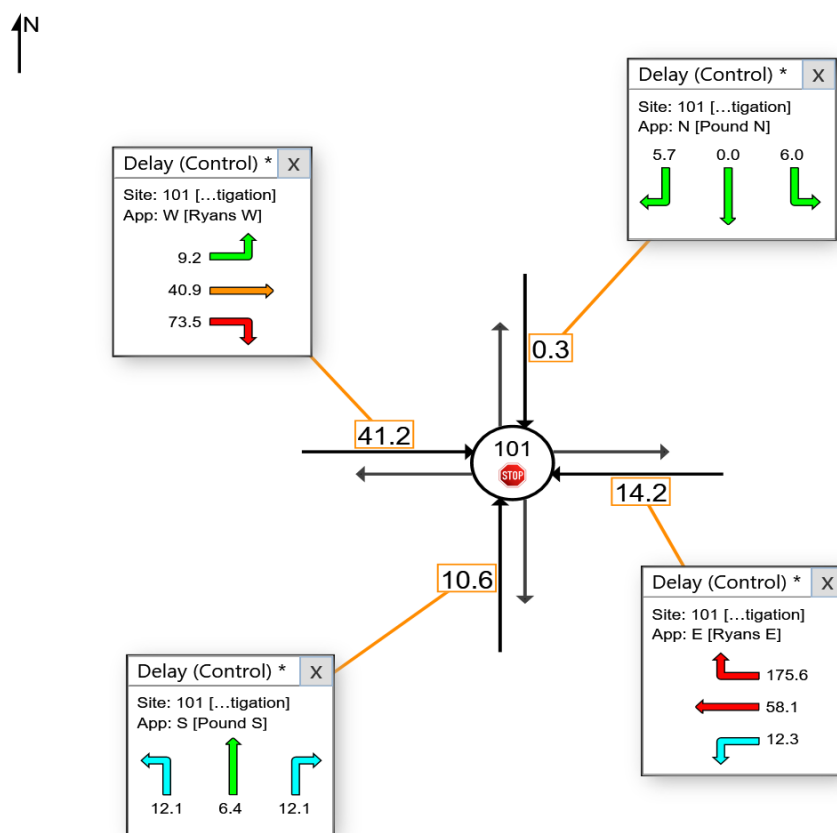 N
Delay (Control) * X
Site: 101 […tigation]
App: N [Pound N]
5.7 0.0 6.0
Delay (Control) * X
Site: 101 […tigation]
App: W [Ryans W]
9.2
40.9
73.5
0.3
41.2
101
STOP
14.2
10.6
Delay (Control) * X
Site: 101 […tigation]
App: E [Ryans E]
175.6
58.1
12.3
Delay (Control) * X
Site: 101 […tigation]
App: S [Pound S]
12.1 6.4 12.1